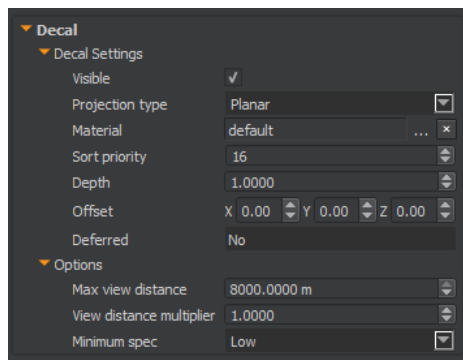 Decal
Decal Settings
Visible
Projection type Planar
Material default ... ×
Sort priority 16
Depth 1.0000
Offset X 0.00 Y 0.00 Z 0.00
Deferred No
Options
Max view distance 8000.0000 m
View distance multiplier 1.0000
Minimum spec Low